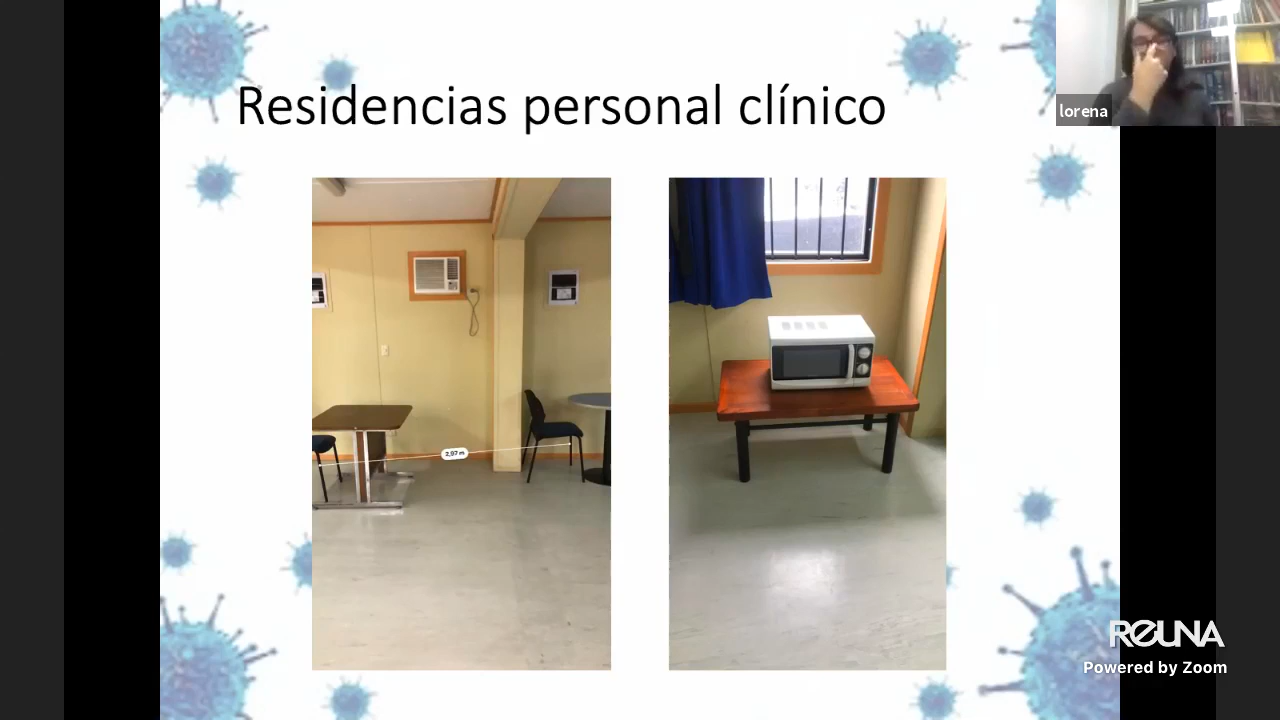 Residencias personal clínico
lorena
2,97 m
REUNA
Powered by Zoom